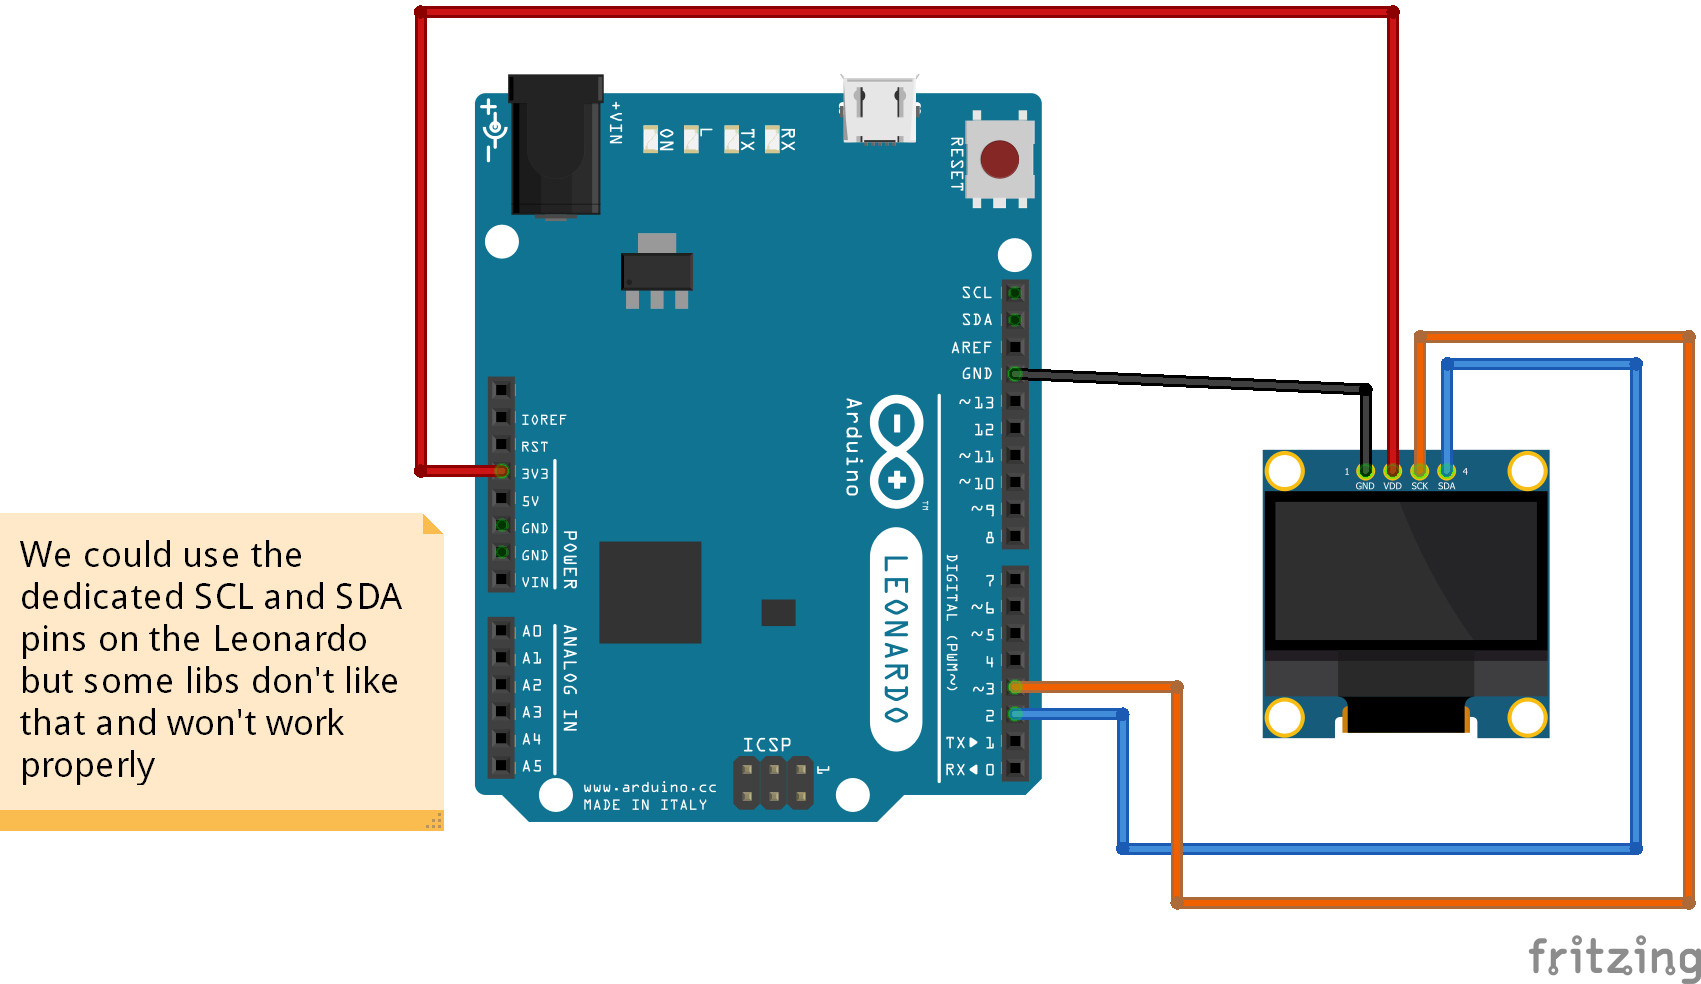 +VIN
ON
L
TX
RX
RESET
SCL
SDA
AREF
GND
~13
12
~11
~10
~9
8
7
~6
~5
4
~3
2
TX▶ 1
RX◀ 0
DIGITAL (PWM~)
Arduino
TM
LEONARDO
IOREF
RST
3V3
5V
GND
GND
VIN
POWER
A0
A1
A2
A3
A4
A5
ANALOG IN
ICSP
1
www.arduino.cc
MADE IN ITALY
1
GND VDD SCK SDA
4
We could use the
dedicated SCL and SDA
pins on the Leonardo
but some libs don't like
that and won't work
properly
fritzing